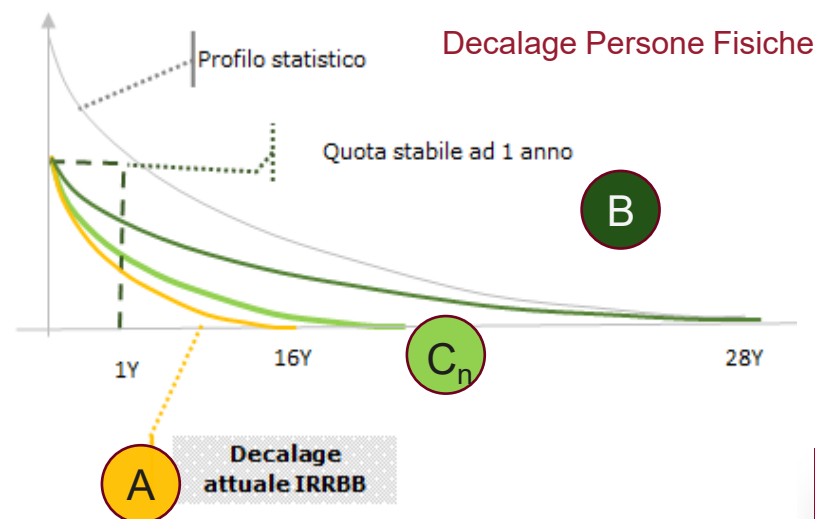 Decalage Persone Fisiche
Profilo statistico
Quota stabile ad 1 anno
B
1Y
16Y
Cn
28Y
A
Decalage
attuale IRRBB